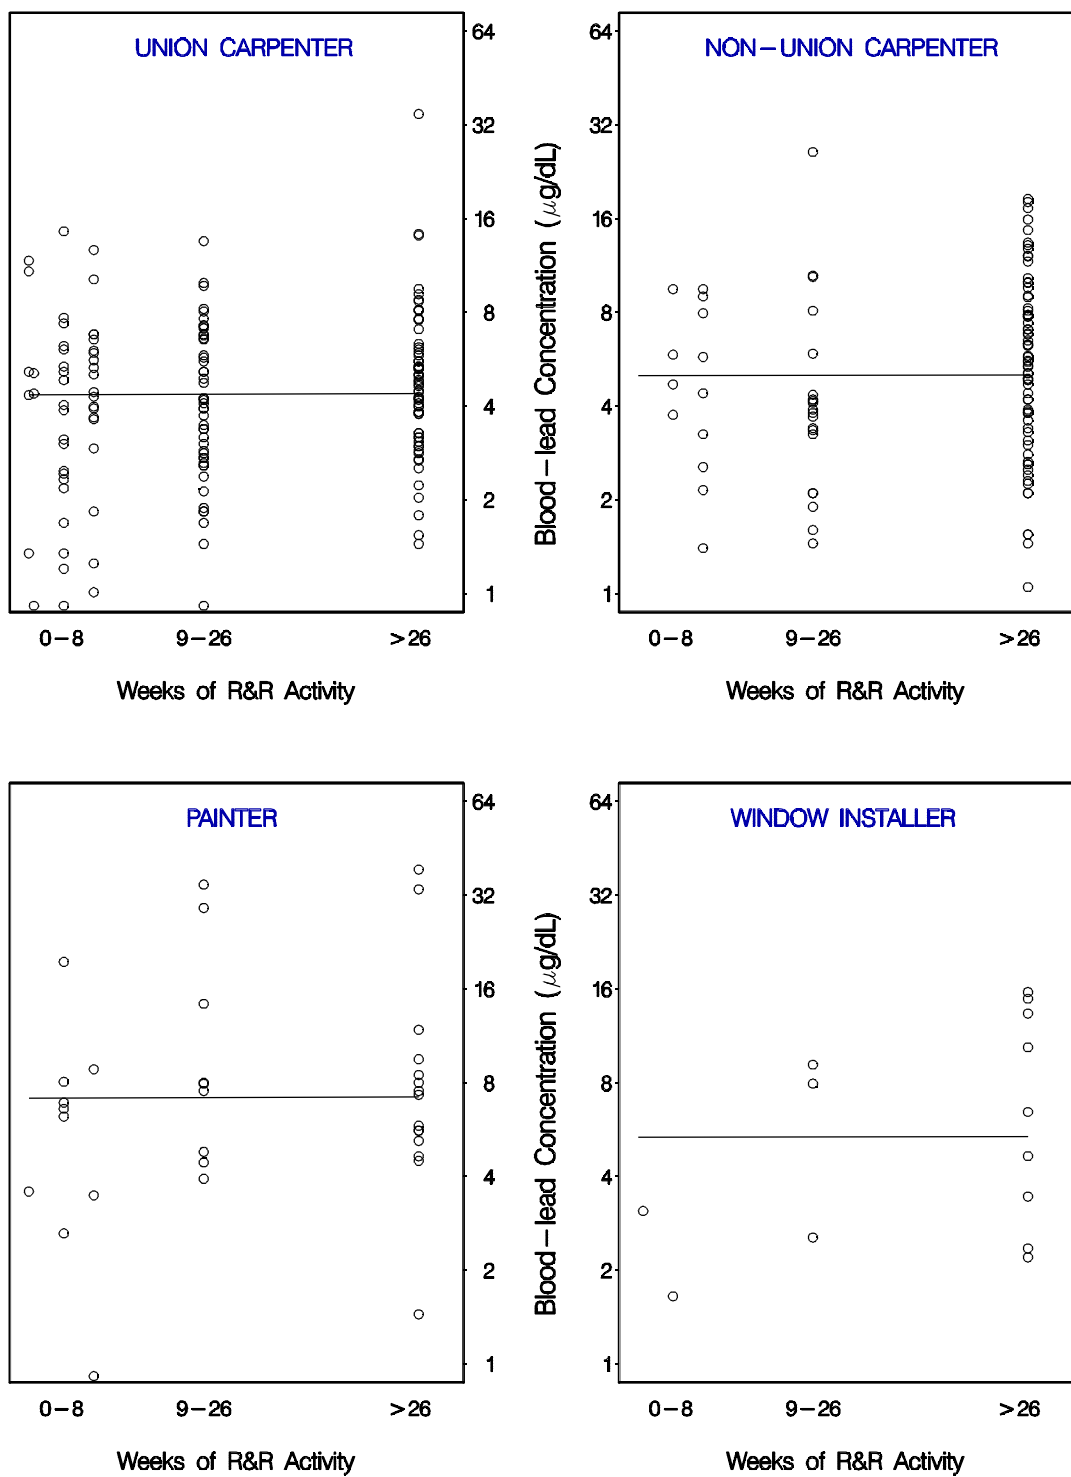 UNION CARPENTER
64
32
16
8
4
2
1
0-8 9-26 >26
Weeks of R&R Activity
NON-UNION CARPENTER
Blood-lead Concentration (µg/dL)
64
32
16
8
4
2
1
0-8 9-26 >26
Weeks of R&R Activity
PAINTER
64
32
16
8
4
2
1
0-8 9-26 >26
Weeks of R&R Activity
WINDOW INSTALLER
Blood-lead Concentration (µg/dL)
64
32
16
8
4
2
1
0-8 9-26 >26
Weeks of R&R Activity